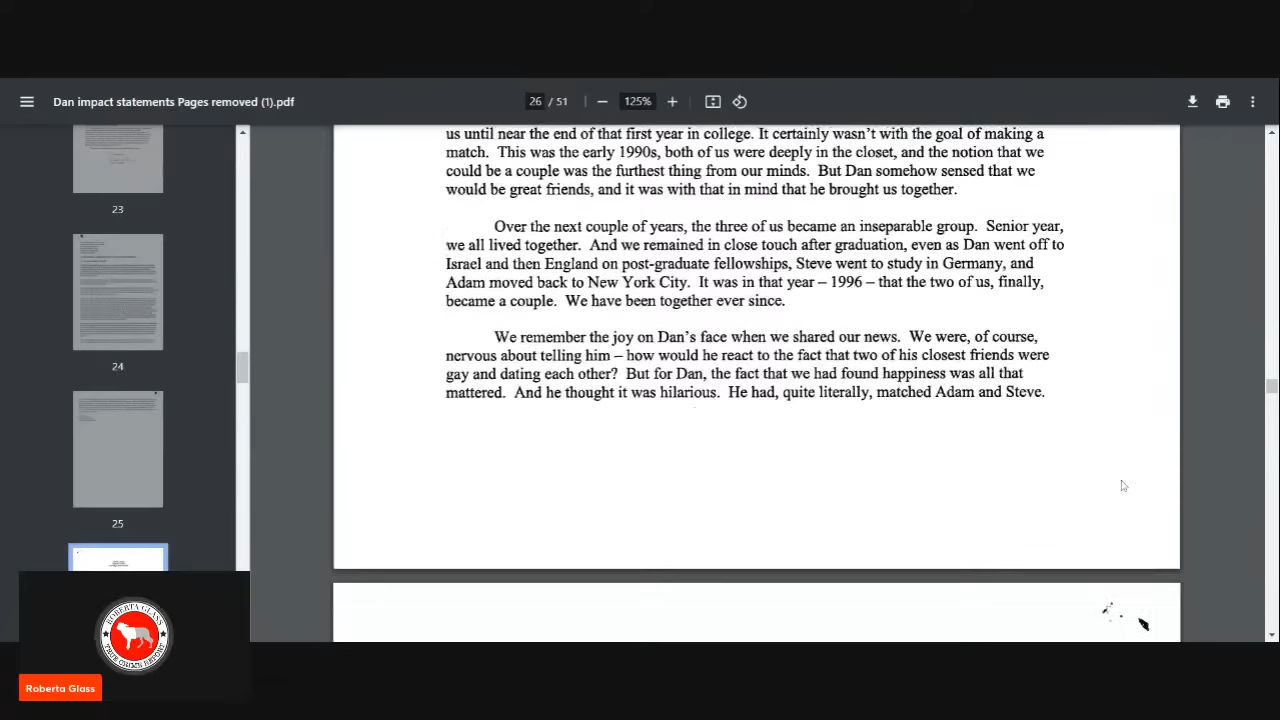 Dan impact statements Pages removed (1).pdf
26 / 51
125%
23
24
25
us until near the end of that first year in college. It certainly wasn't with the goal of making a
match. This was the early 1990s, both of us were deeply in the closet, and the notion that we
could be a couple was the furthest thing from our minds. But Dan somehow sensed that we
would be great friends, and it was with that in mind that he brought us together.
Over the next couple of years, the three of us became an inseparable group. Senior year,
we all lived together. And we remained in close touch after graduation, even as Dan went off to
Israel and then England on post-graduate fellowships, Steve went to study in Germany, and
Adam moved back to New York City. It was in that year – 1996 – that the two of us, finally,
became a couple. We have been together ever since.
We remember the joy on Dan's face when we shared our news. We were, of course,
nervous about telling him – how would he react to the fact that two of his closest friends were
gay and dating each other? But for Dan, the fact that we had found happiness was all that
mattered. And he thought it was hilarious. He had, quite literally, matched Adam and Steve.
ROBERTA GLASS
TRUE CRIME REPORT
Roberta Glass